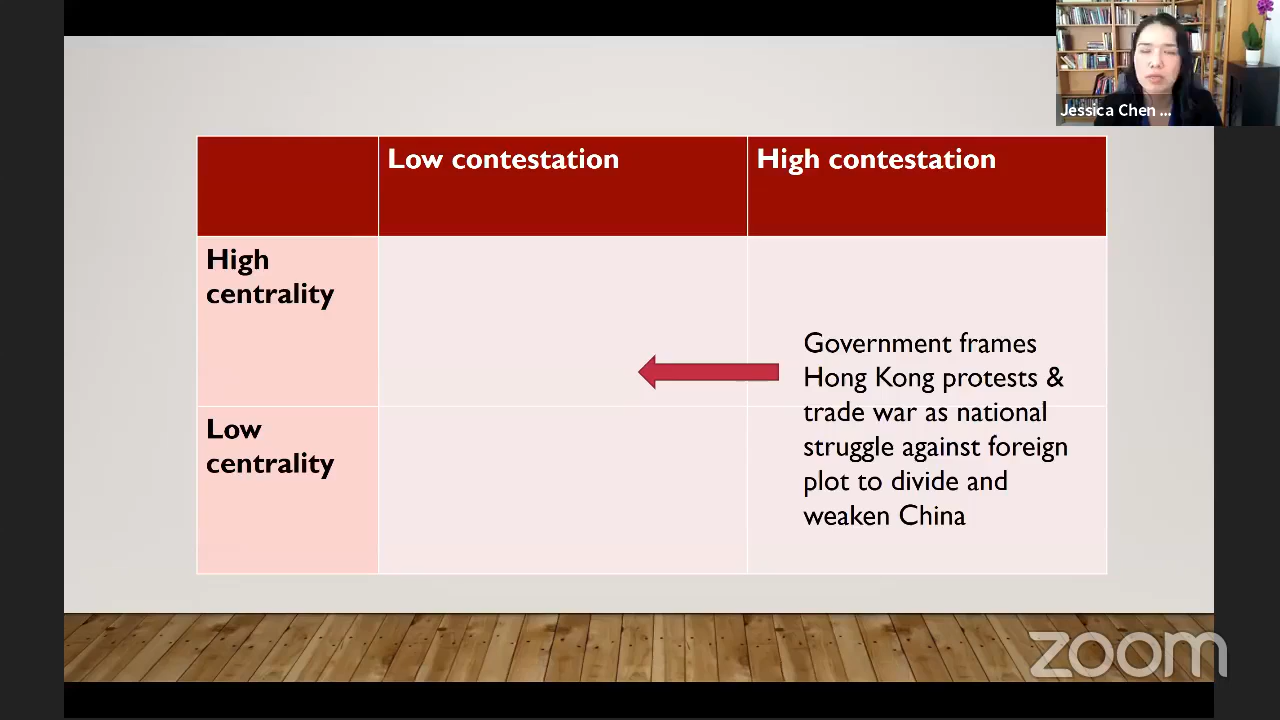 Jessica Chen ...
Low contestation
High contestation
High
centrality
Government frames
Hong Kong protests &
trade war as national
struggle against foreign
plot to divide and
weaken China
Low
centrality
zoom